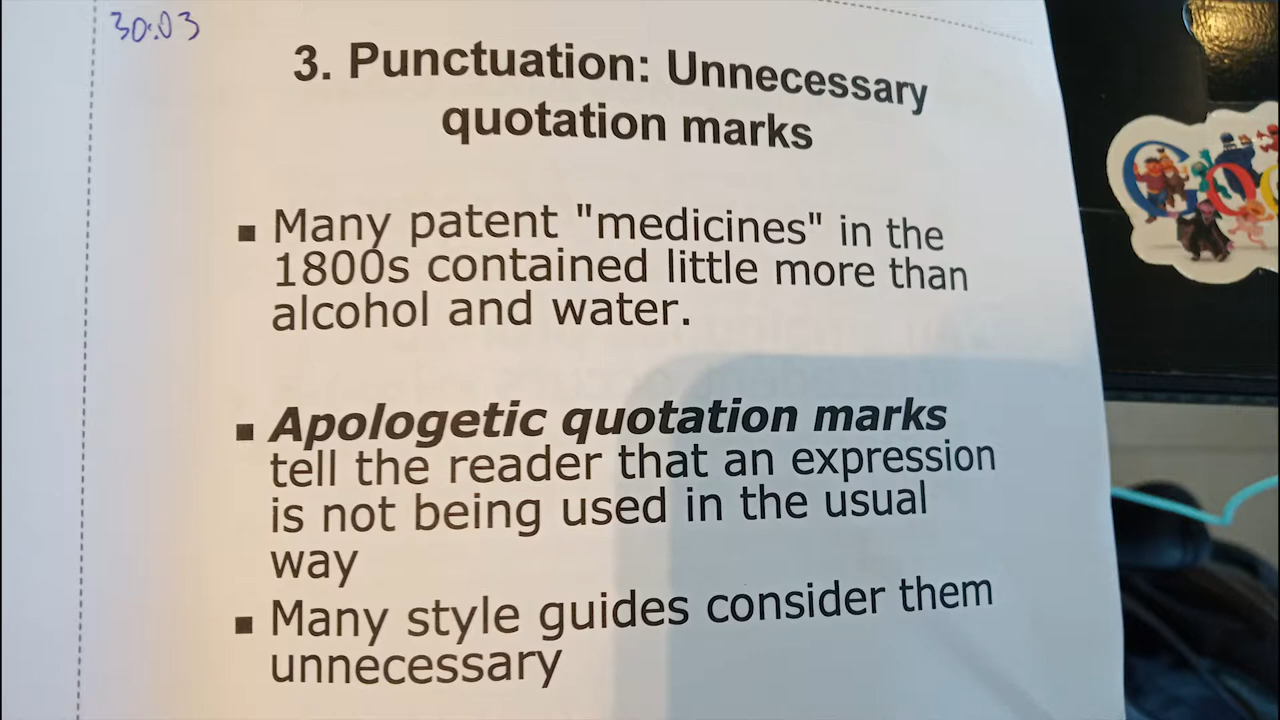 30.03
3. Punctuation: Unnecessary
quotation marks
▪ Many patent "medicines" in the
1800s contained little more than
alcohol and water.
▪ Apologetic quotation marks
tell the reader that an expression
is not being used in the usual
way
▪ Many style guides consider them
unnecessary